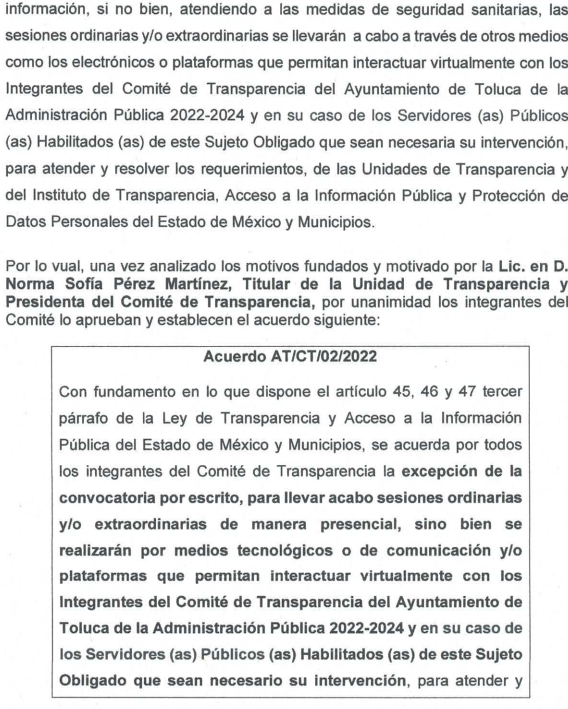 información, si no bien, atendiendo a las medidas de seguridad sanitarias, las
sesiones ordinarias y/o extraordinarias se llevarán a cabo a través de otros medios
como los electrónicos o plataformas que permitan interactuar virtualmente con los
Integrantes del Comité de Transparencia del Ayuntamiento de Toluca de la
Administración Pública 2022-2024 y en su caso de los Servidores (as) Públicos
(as) Habilitados (as) de este Sujeto Obligado que sean necesaria su intervención,
para atender y resolver los requerimientos, de las Unidades de Transparencia y
del Instituto de Transparencia, Acceso a la Información Pública y Protección de
Datos Personales del Estado de México y Municipios.
Por lo vual, una vez analizado los motivos fundados y motivado por la Lic. en D.
Norma Sofía Pérez Martínez, Titular de la Unidad de Transparencia y
Presidenta del Comité de Transparencia, por unanimidad los integrantes del
Comité lo aprueban y establecen el acuerdo siguiente:
Acuerdo AT/CT/02/2022
Con fundamento en lo que dispone el artículo 45, 46 y 47 tercer
párrafo de la Ley de Transparencia y Acceso a la Información
Pública del Estado de México y Municipios, se acuerda por todos
los integrantes del Comité de Transparencia la excepción de la
convocatoria por escrito, para llevar acabo sesiones ordinarias
y/o extraordinarias de manera presencial, sino bien se
realizarán por medios tecnológicos o de comunicación y/o
plataformas que permitan interactuar virtualmente con los
Integrantes del Comité de Transparencia del Ayuntamiento de
Toluca de la Administración Pública 2022-2024 y en su caso de
los Servidores (as) Públicos (as) Habilitados (as) de este Sujeto
Obligado que sean necesario su intervención, para atender y